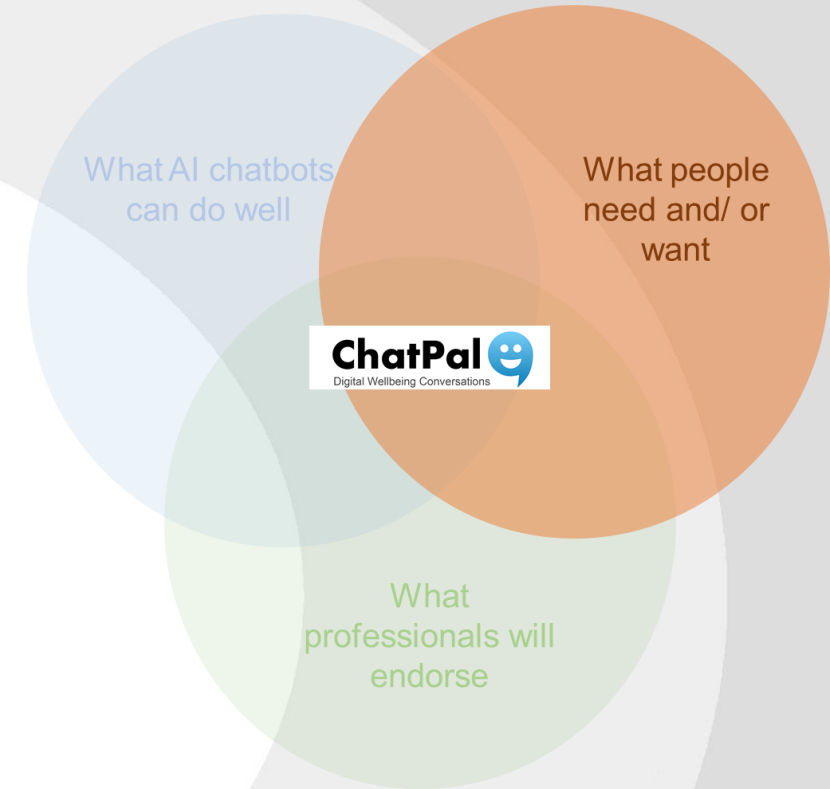 What AI chatbots
can do well
What people
need and/ or
want
ChatPal
Digital Wellbeing Conversations
What
professionals will
endorse